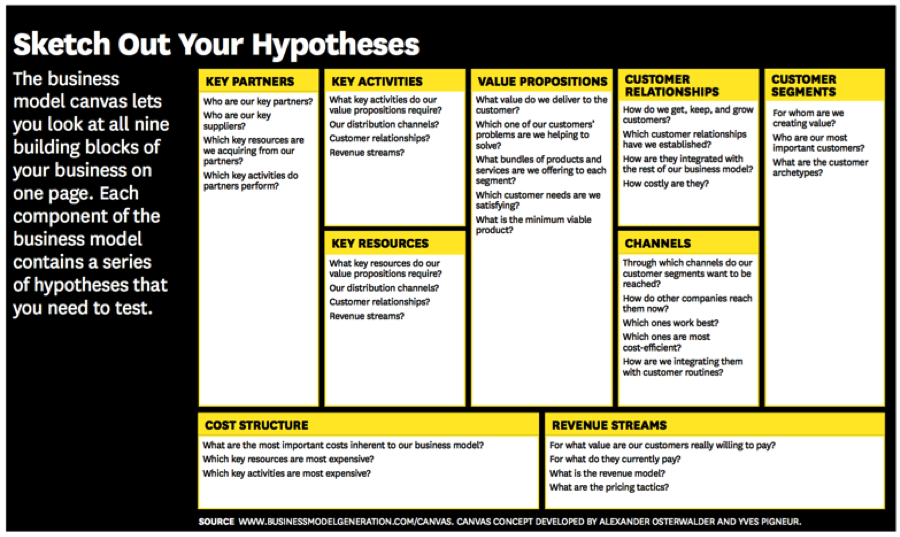 Sketch Out Your Hypotheses
The business
model canvas lets
you look at all nine
building blocks of
your business on
one page. Each
component of the
business model
contains a series
of hypotheses that
you need to test.
KEY PARTNERS
Who are our key partners?
Who are our key
suppliers?
Which key resources are
we acquiring from our
partners?
Which key activities do
partners perform?
KEY ACTIVITIES
What key activities do our
value propositions require?
Our distribution channels?
Customer relationships?
Revenue streams?
KEY RESOURCES
What key resources do our
value propositions require?
Our distribution channels?
Customer relationships?
Revenue streams?
VALUE PROPOSITIONS
What value do we deliver to the
customer?
Which one of our customers'
problems are we helping to
solve?
What bundles of products and
services are we offering to each
segment?
Which customer needs are we
satisfying?
What is the minimum viable
product?
CUSTOMER
RELATIONSHIPS
How do we get, keep, and grow
customers?
Which customer relationships
have we established?
How are they integrated with
the rest of our business model?
How costly are they?
CHANNELS
Through which channels do our
customer segments want to be
reached?
How do other companies reach
them now?
Which ones work best?
Which ones are most
cost-efficient?
How are we integrating them
with customer routines?
CUSTOMER
SEGMENTS
For whom are we
creating value?
Who are our most
important customers?
What are the customer
archetypes?
COST STRUCTURE
What are the most important costs inherent to our business model?
Which key resources are most expensive?
Which key activities are most expensive?
REVENUE STREAMS
For what value are our customers really willing to pay?
For what do they currently pay?
What is the revenue model?
What are the pricing tactics?
SOURCE WWW.BUSINESSMODELGENERATION.COM/CANVAS. CANVAS CONCEPT DEVELOPED BY ALEXANDER OSTERWALDER AND YVES PIGNEUR.